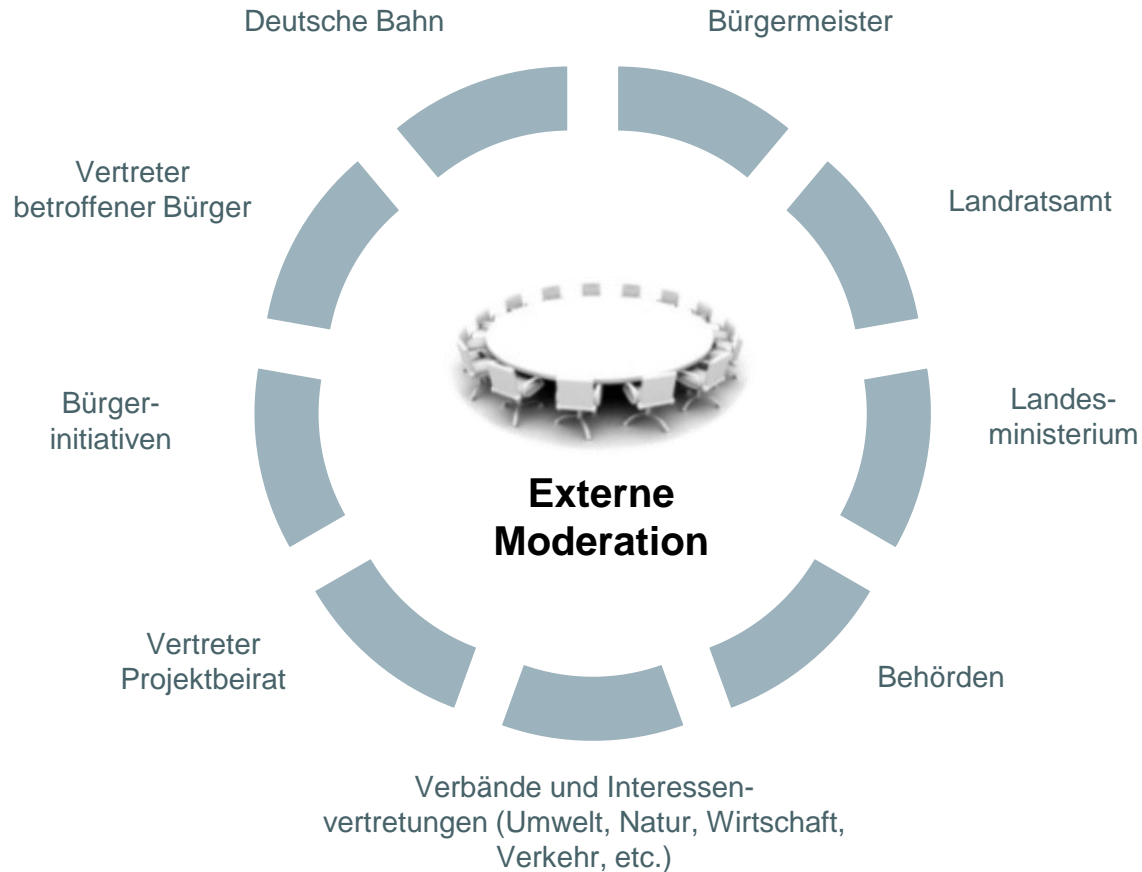 Deutsche Bahn
Bürgermeister
Vertreter
betroffener Bürger
Landratsamt
Bürger-
initiativen
Landes-
ministerium
Externe
Moderation
Vertreter
Projektbeirat
Behörden
Verbände und Interessen-
vertretungen (Umwelt, Natur, Wirtschaft,
Verkehr, etc.)